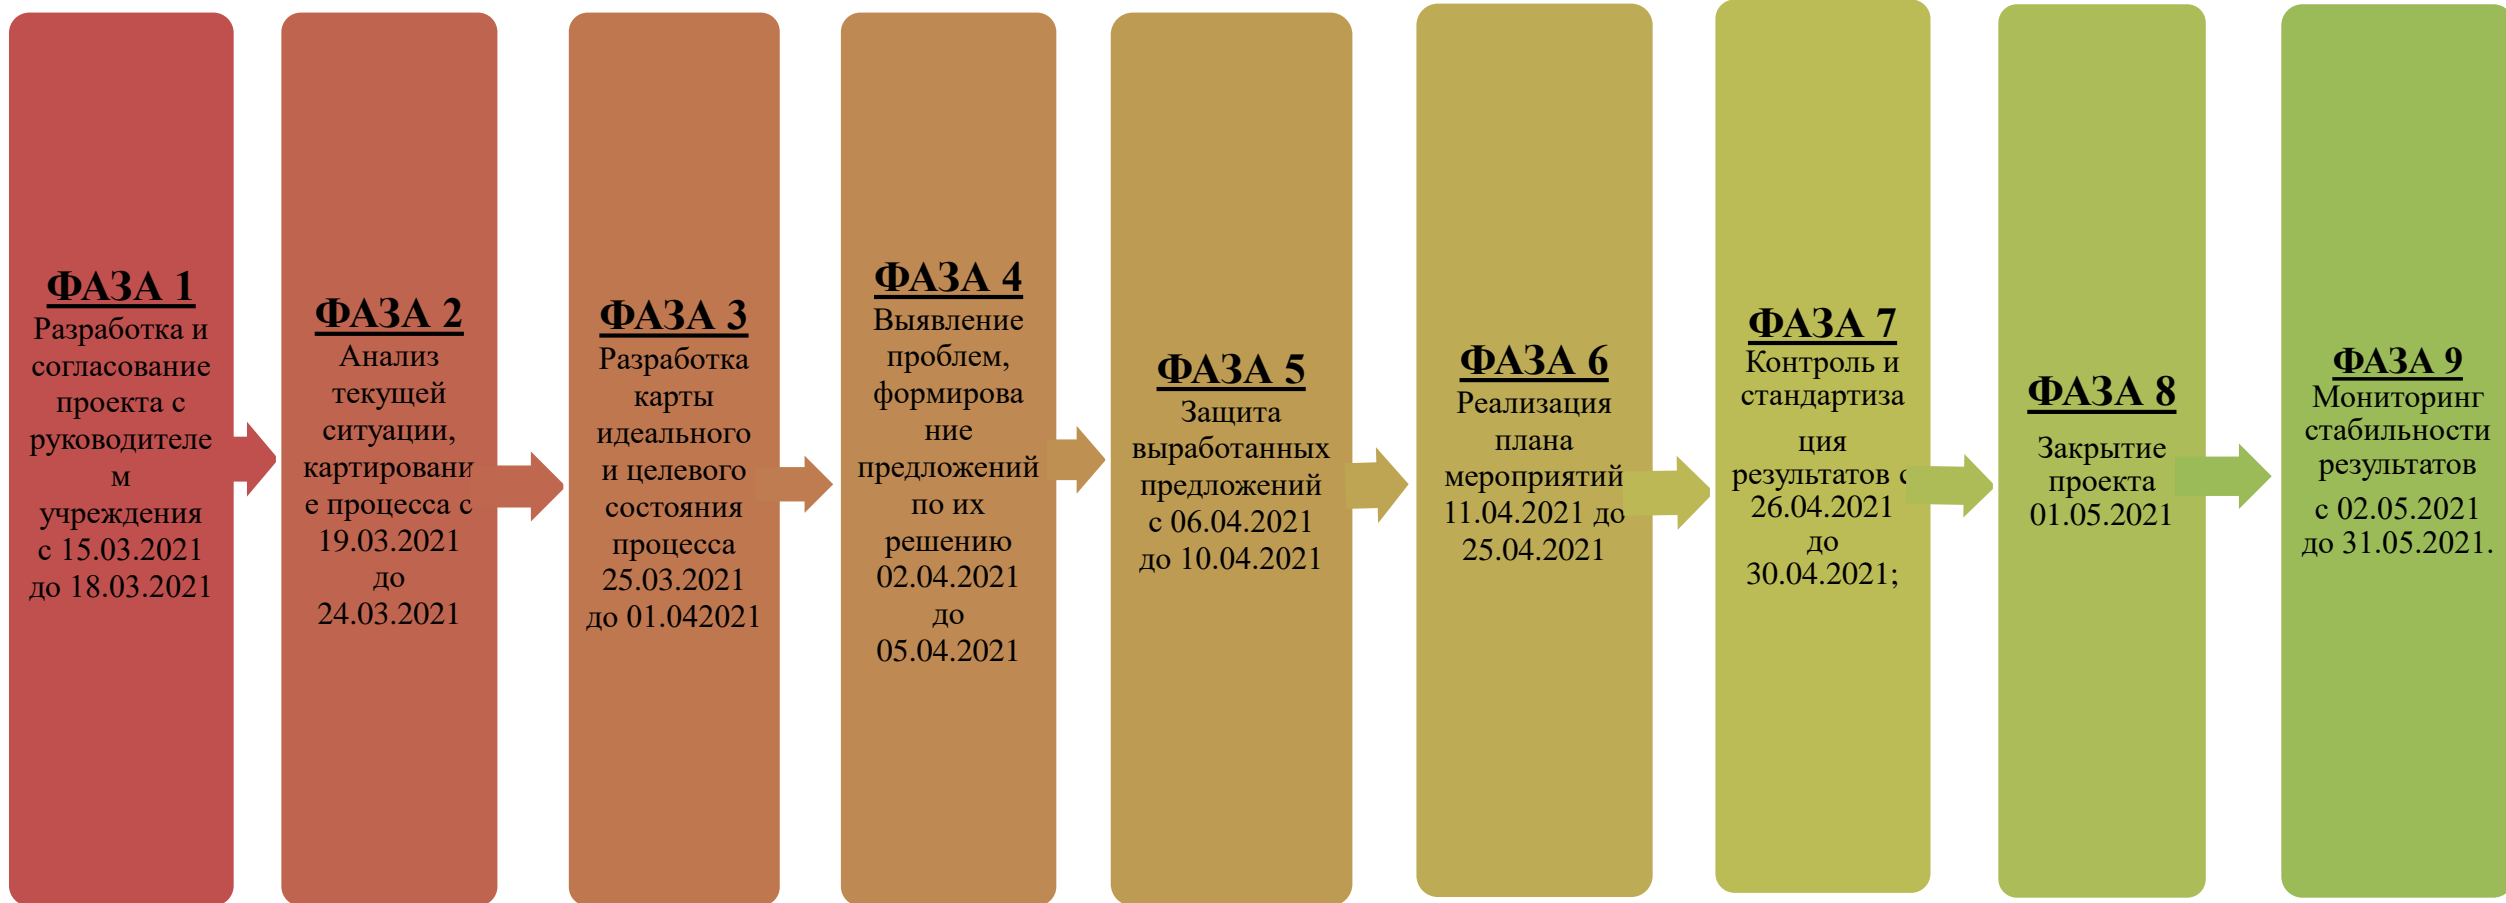 ФАЗА 1
Разработка и
согласование
проекта с
руководителе
м
учреждения
с 15.03.2021
до 18.03.2021
ФАЗА 2
Анализ
текущей
ситуации,
картировани
е процесса с
19.03.2021
до
24.03.2021
ФАЗА 3
Разработка
карты
идеального
и целевого
состояния
процесса
25.03.2021
до 01.042021
ФАЗА 4
Выявление
проблем,
формирова
ние
предложений
по их
решению
02.04.2021
до
05.04.2021
ФАЗА 5
Защита
выработанных
предложений
с 06.04.2021
до 10.04.2021
ФАЗА 6
Реализация
плана
мероприятий
11.04.2021 до
25.04.2021
ФАЗА 7
Контроль и
стандартиза
ция
результатов с
26.04.2021
до
30.04.2021;
ФАЗА 8
Закрытие
проекта
01.05.2021
ФАЗА 9
Мониторинг
стабильности
результатов
с 02.05.2021
до 31.05.2021.